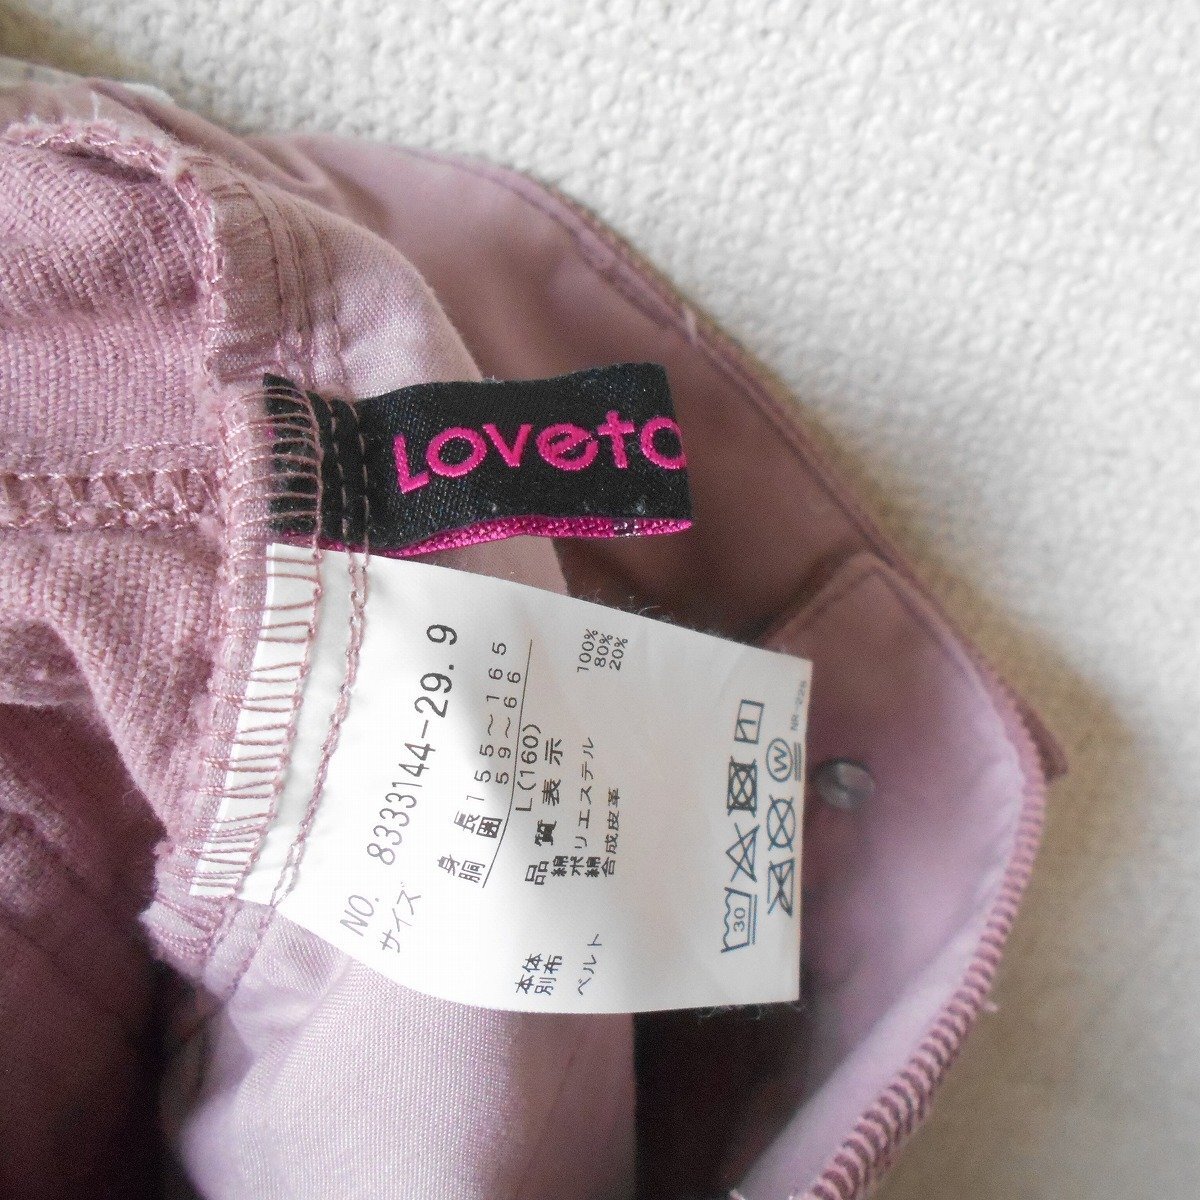 Loveto
NO. 8333144-29.9
サイズ
身長 155～165
胴囲 59～66
L(160)
品質表示
本体 綿 100%
別布 ポリエステル 80%
綿 20%
ベルト 合成皮革
30
W
1